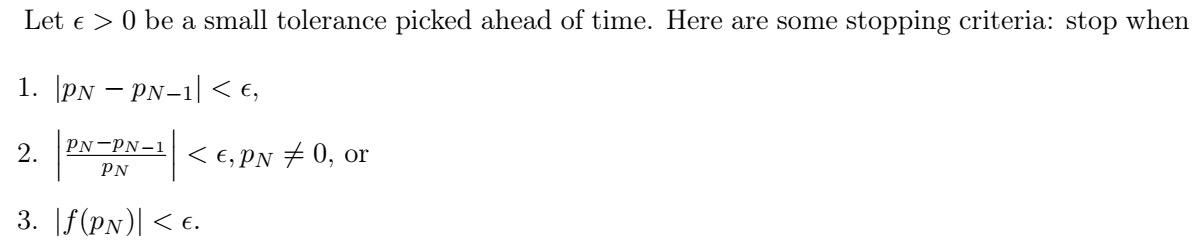 Let ϵ > 0 be a small tolerance picked ahead of time. Here are some stopping criteria: stop when
1. |p_N − p_{N−1}| < ϵ,
2. |\frac{p_N−p_{N−1}}{p_N}| < ϵ, p_N ≠ 0, or
3. |f(p_N)| < ϵ.